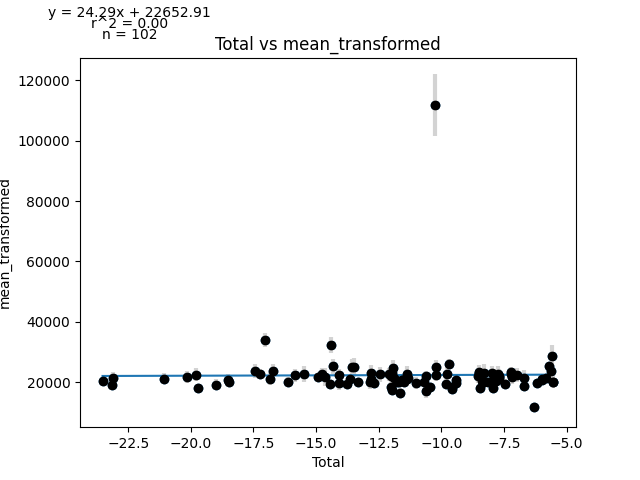 y = 24.29x + 22652.91
r^2 = 0.00
n = 102
Total vs mean_transformed
120000
100000
80000
60000
40000
20000
mean_transformed
−22.5
−20.0
−17.5
−15.0
−12.5
−10.0
−7.5
−5.0
Total